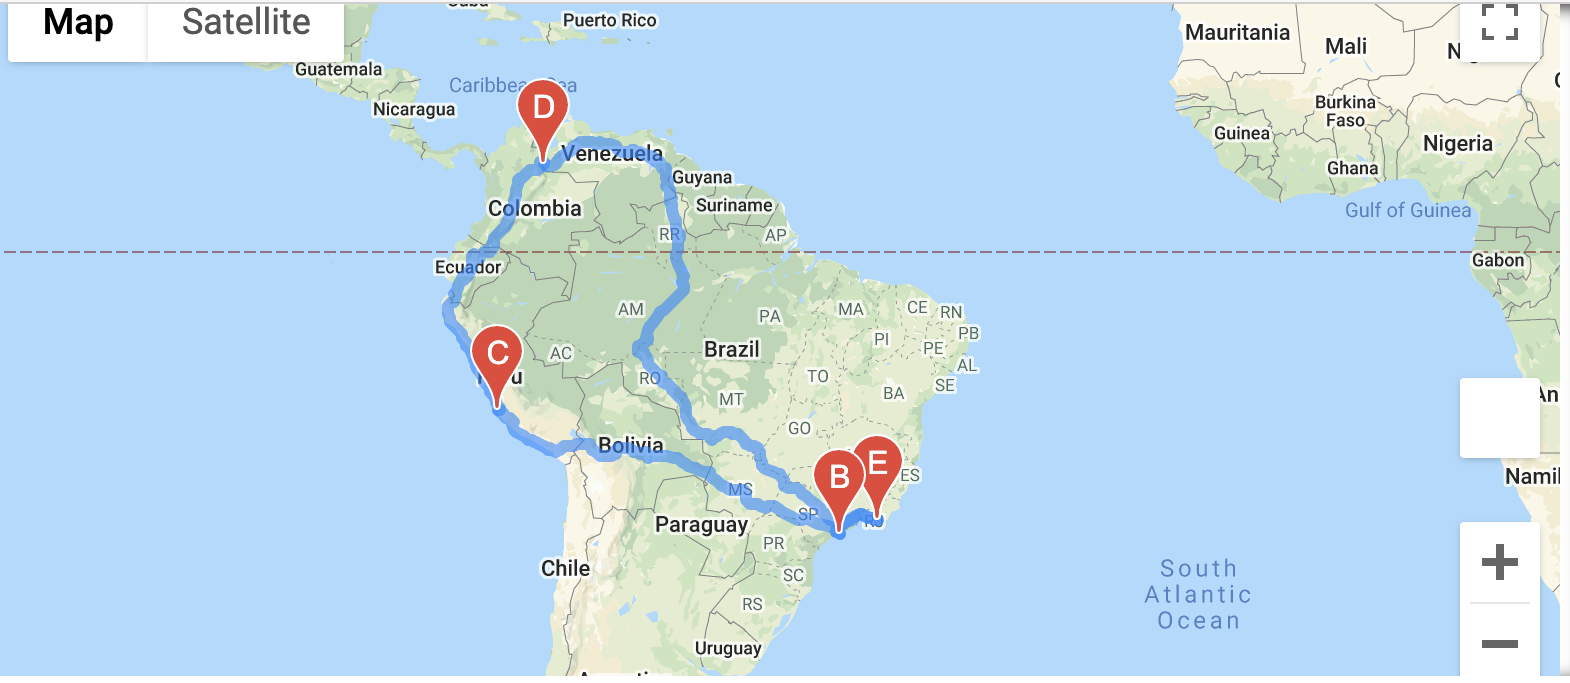 Map
Satellite
Cuba
Puerto Rico
Mauritania
Mali
Guatemala
Caribbean Sea
Nicaragua
D
Burkina
Faso
Guinea
Nigeria
Venezuela
Ghana
Guyana
Colombia
Suriname
Gulf of Guinea
RR
AP
Ecuador
Gabon
AM
PA
MA
CE
RN
PB
PI
PE
C
AC
Brazil
AL
RO
TO
SE
MT
BA
GO
Bolivia
B
E
ES
MS
SP
RJ
Paraguay
PR
Chile
SC
South
Atlantic
Ocean
RS
Uruguay